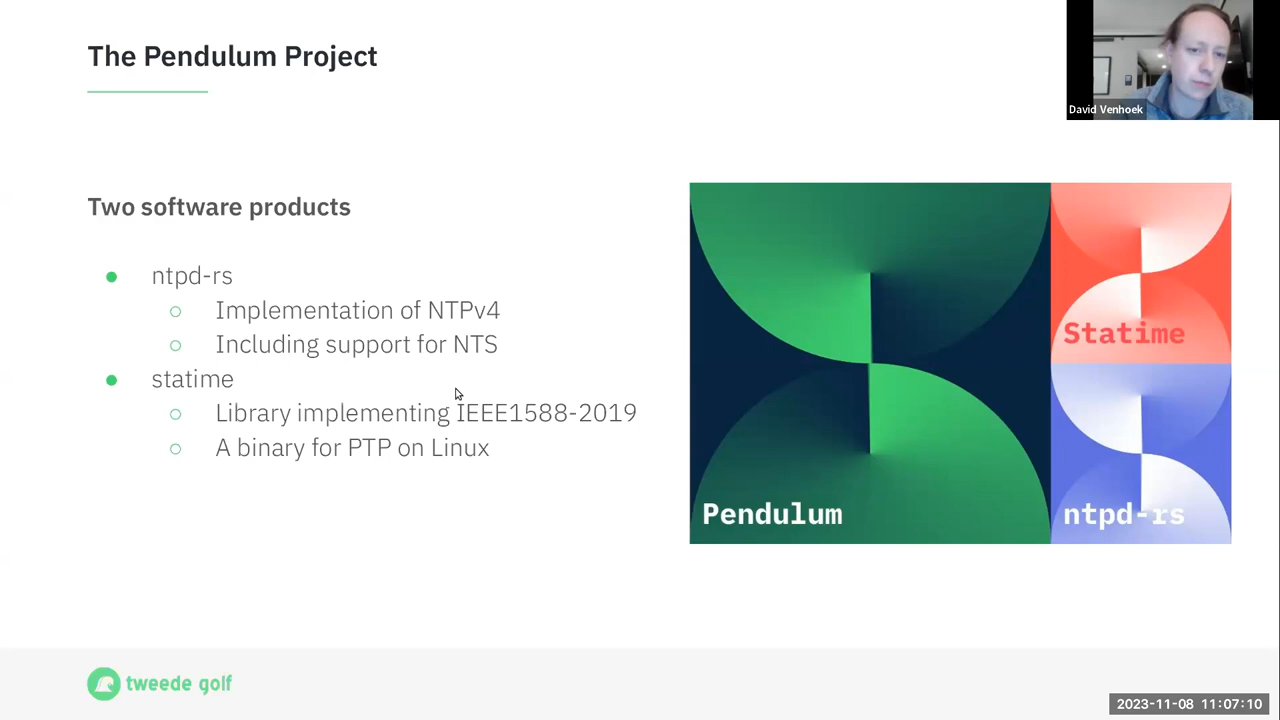 The Pendulum Project
David Venhoek
Two software products
ntpd-rs
Implementation of NTPv4
Including support for NTS
statime
Library implementing IEEE1588-2019
A binary for PTP on Linux
Statime
Pendulum
ntpd-rs
tweede golf
2023-11-08 11:07:10